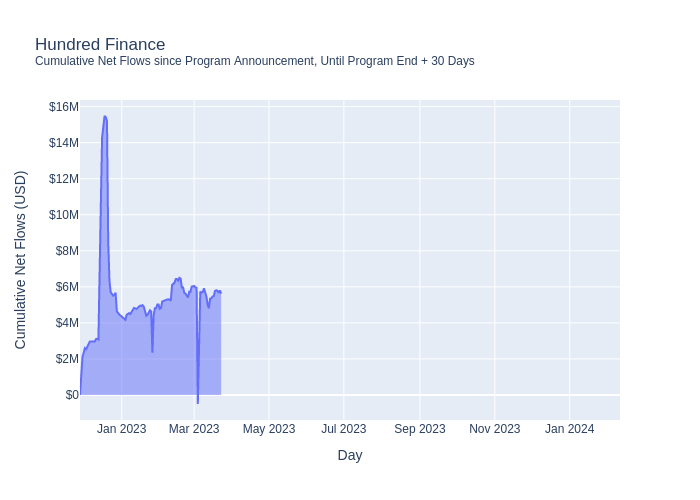 Hundred Finance
Cumulative Net Flows since Program Announcement, Until Program End + 30 Days
Cumulative Net Flows (USD)
$16M
$14M
$12M
$10M
$8M
$6M
$4M
$2M
$0
Jan 2023 Mar 2023 May 2023 Jul 2023 Sep 2023 Nov 2023 Jan 2024
Day